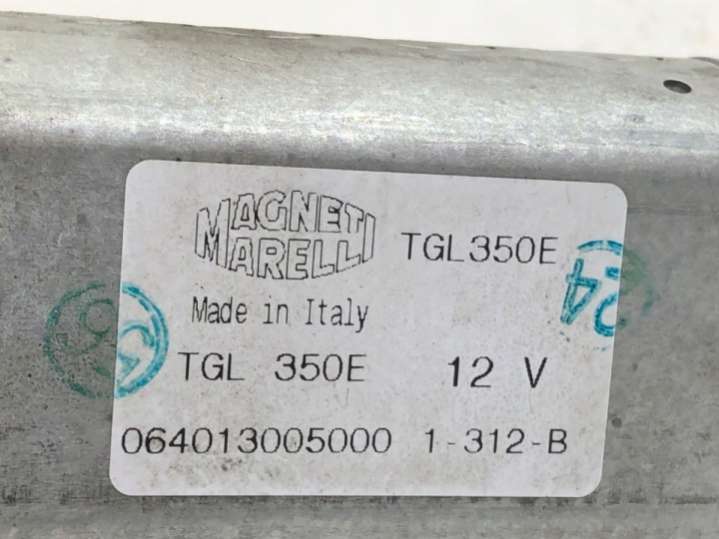 MAGNETI
MARELLI
TGL350E
Made in Italy
TGL 350E 12 V
064013005000 1-312-B